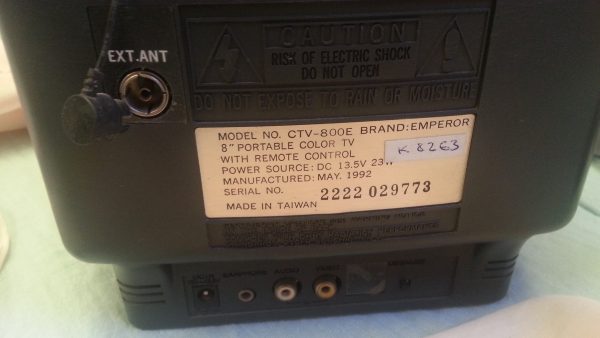 EXT.ANT
CAUTION
RISK OF ELECTRIC SHOCK
DO NOT OPEN
DO NOT EXPOSE TO RAIN OR MOISTURE
MODEL NO. CTV-800E BRAND:EMPEROR
8" PORTABLE COLOR TV
WITH REMOTE CONTROL
K 8263
POWER SOURCE: DC 13.5V 23W
MANUFACTURED: MAY. 1992
SERIAL NO. 2222 029773
MADE IN TAIWAN
EARPHONE AUDIO VIDEO